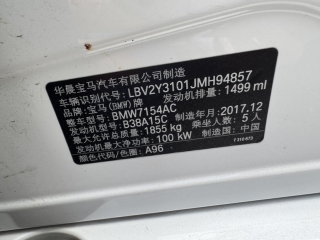 华晨宝马汽车有限公司制造
车辆识别代号: LBV2Y3101JMH94857
品牌: 宝马(BMW)牌 发动机排量: 1499 ml
整车型号: BMW7154AC 制造年月: 2017.12
发动机型号: B38A15C 乘坐人数: 5 人
最大允许总质量: 1855 kg 制造国: 中国
发动机最大净功率: 100 kW
颜色代码/色图: A96